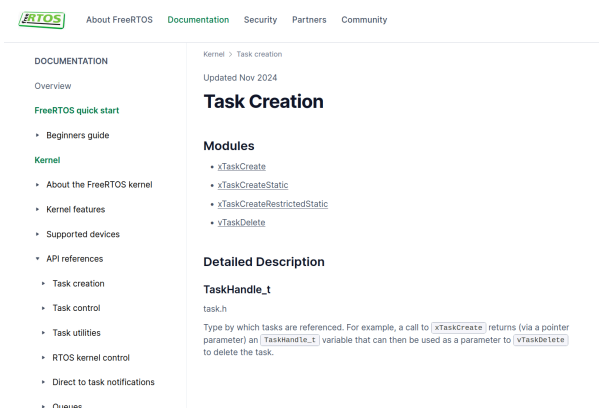 FreeRTOS About FreeRTOS Documentation Security Partners Community
DOCUMENTATION
Overview
FreeRTOS quick start
Beginners guide
Kernel
About the FreeRTOS kernel
Kernel features
Supported devices
API references
Task creation
Task control
Task utilities
RTOS kernel control
Direct to task notifications
Queues
Kernel > Task creation
Updated Nov 2024
Task Creation
Modules
• xTaskCreate
• xTaskCreateStatic
• xTaskCreateRestrictedStatic
• vTaskDelete
Detailed Description
TaskHandle_t
task.h
Type by which tasks are referenced. For example, a call to xTaskCreate returns (via a pointer
parameter) an TaskHandle_t variable that can then be used as a parameter to vTaskDelete
to delete the task.